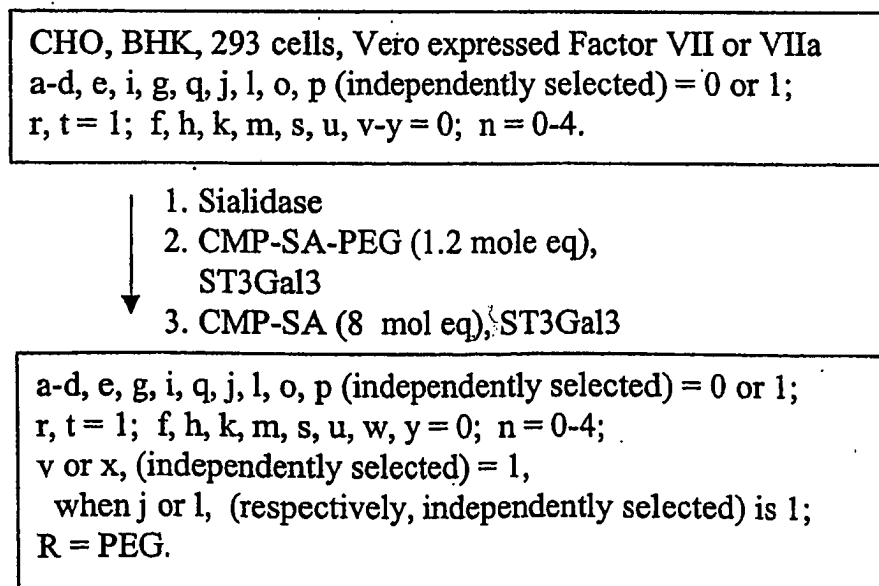 CHO, BHK, 293 cells, Vero expressed Factor VII or VIIa
a-d, e, i, g, q, j, l, o, p (independently selected) = 0 or 1;
r, t = 1; f, h, k, m, s, u, v-y = 0; n = 0-4.
1. Sialidase
2. CMP-SA-PEG (1.2 mole eq),
ST3Gal3
3. CMP-SA (8 mol eq), ST3Gal3
a-d, e, g, i, q, j, l, o, p (independently selected) = 0 or 1;
r, t = 1; f, h, k, m, s, u, w, y = 0; n = 0-4;
v or x, (independently selected) = 1,
when j or l, (respectively, independently selected) is 1;
R = PEG.